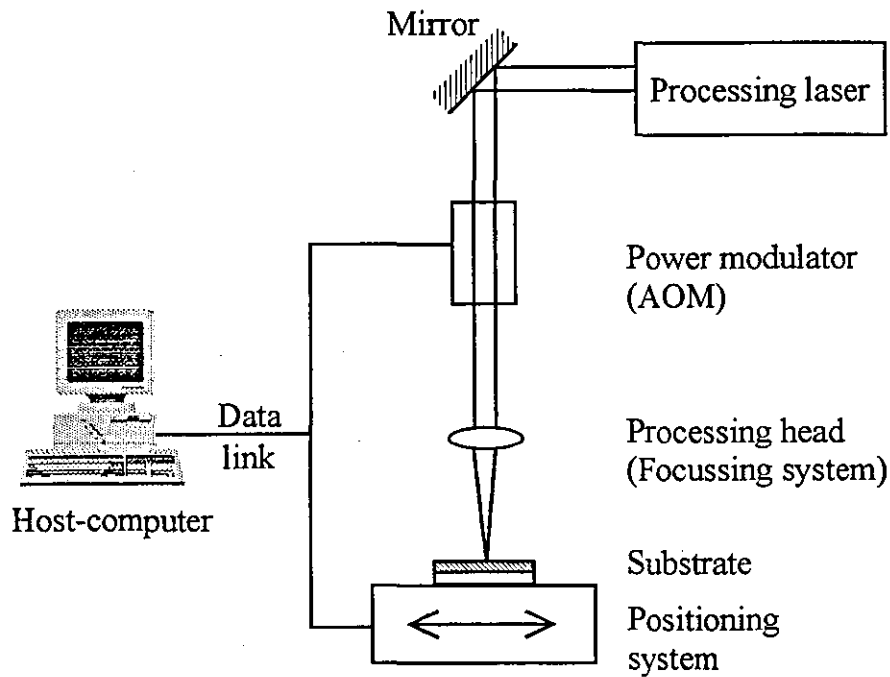 Mirror
Processing laser
Power modulator
(AOM)
Data
link
Processing head
(Focussing system)
Host-computer
Substrate
Positioning
system